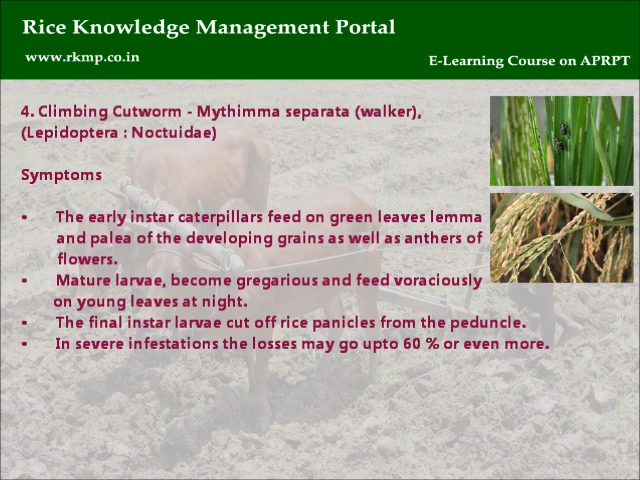 Rice Knowledge Management Portal
www.rkmp.co.in
E-Learning Course on APRPT
4. Climbing Cutworm - Mythimma separata (walker),
(Lepidoptera : Noctuidae)
Symptoms
• The early instar caterpillars feed on green leaves lemma
and palea of the developing grains as well as anthers of
flowers.
• Mature larvae, become gregarious and feed voraciously
on young leaves at night.
• The final instar larvae cut off rice panicles from the peduncle.
• In severe infestations the losses may go upto 60 % or even more.